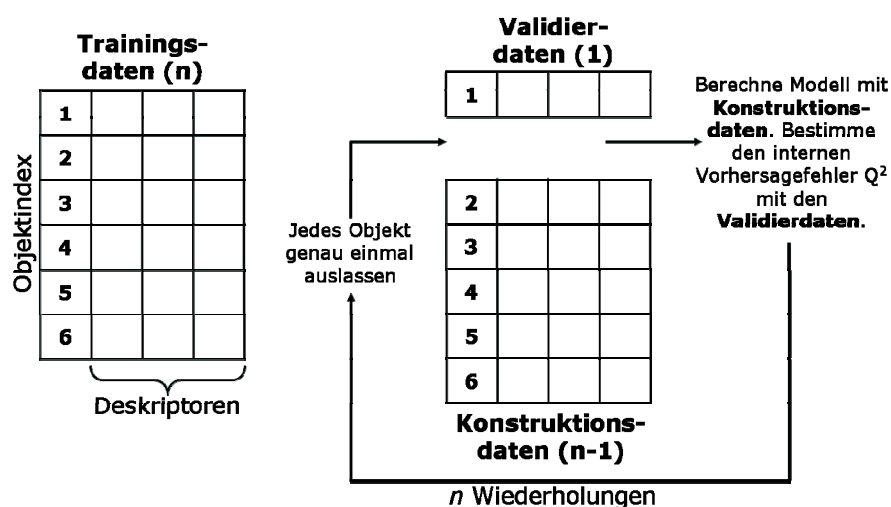 Trainings-
daten (n)
Objektindex
1
2
3
4
5
6
Deskriptoren
Jedes Objekt
genau einmal
auslassen
Validier-
daten (1)
1
2
3
4
5
6
Konstruktions-
daten (n-1)
Berechne Modell mit
Konstruktions-
daten. Bestimme
den internen
Vorhersagefehler Q²
mit den
Validierdaten.
n Wiederholungen